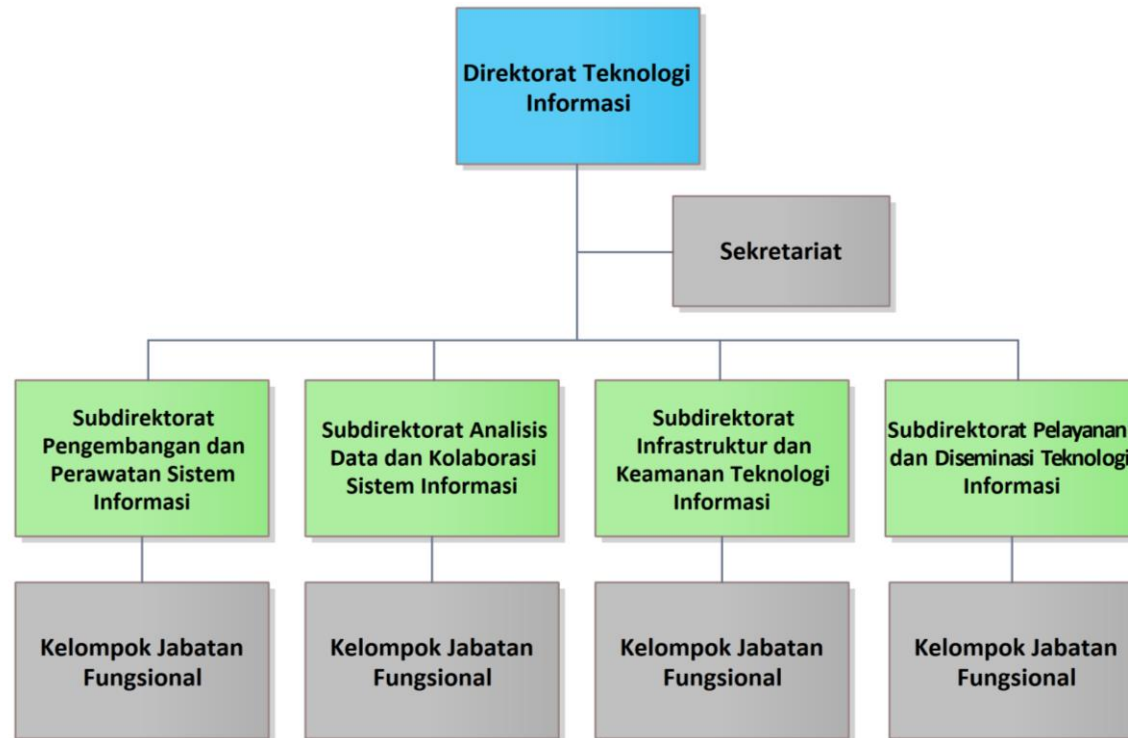 Direktorat Teknologi
Informasi
Sekretariat
Subdirektorat
Pengembangan dan
Perawatan Sistem
Informasi
Subdirektorat Analisis
Data dan Kolaborasi
Sistem Informasi
Subdirektorat
Infrastruktur dan
Keamanan Teknologi
Informasi
Subdirektorat Pelayanan
dan Diseminasi Teknologi
Informasi
Kelompok Jabatan
Fungsional
Kelompok Jabatan
Fungsional
Kelompok Jabatan
Fungsional
Kelompok Jabatan
Fungsional